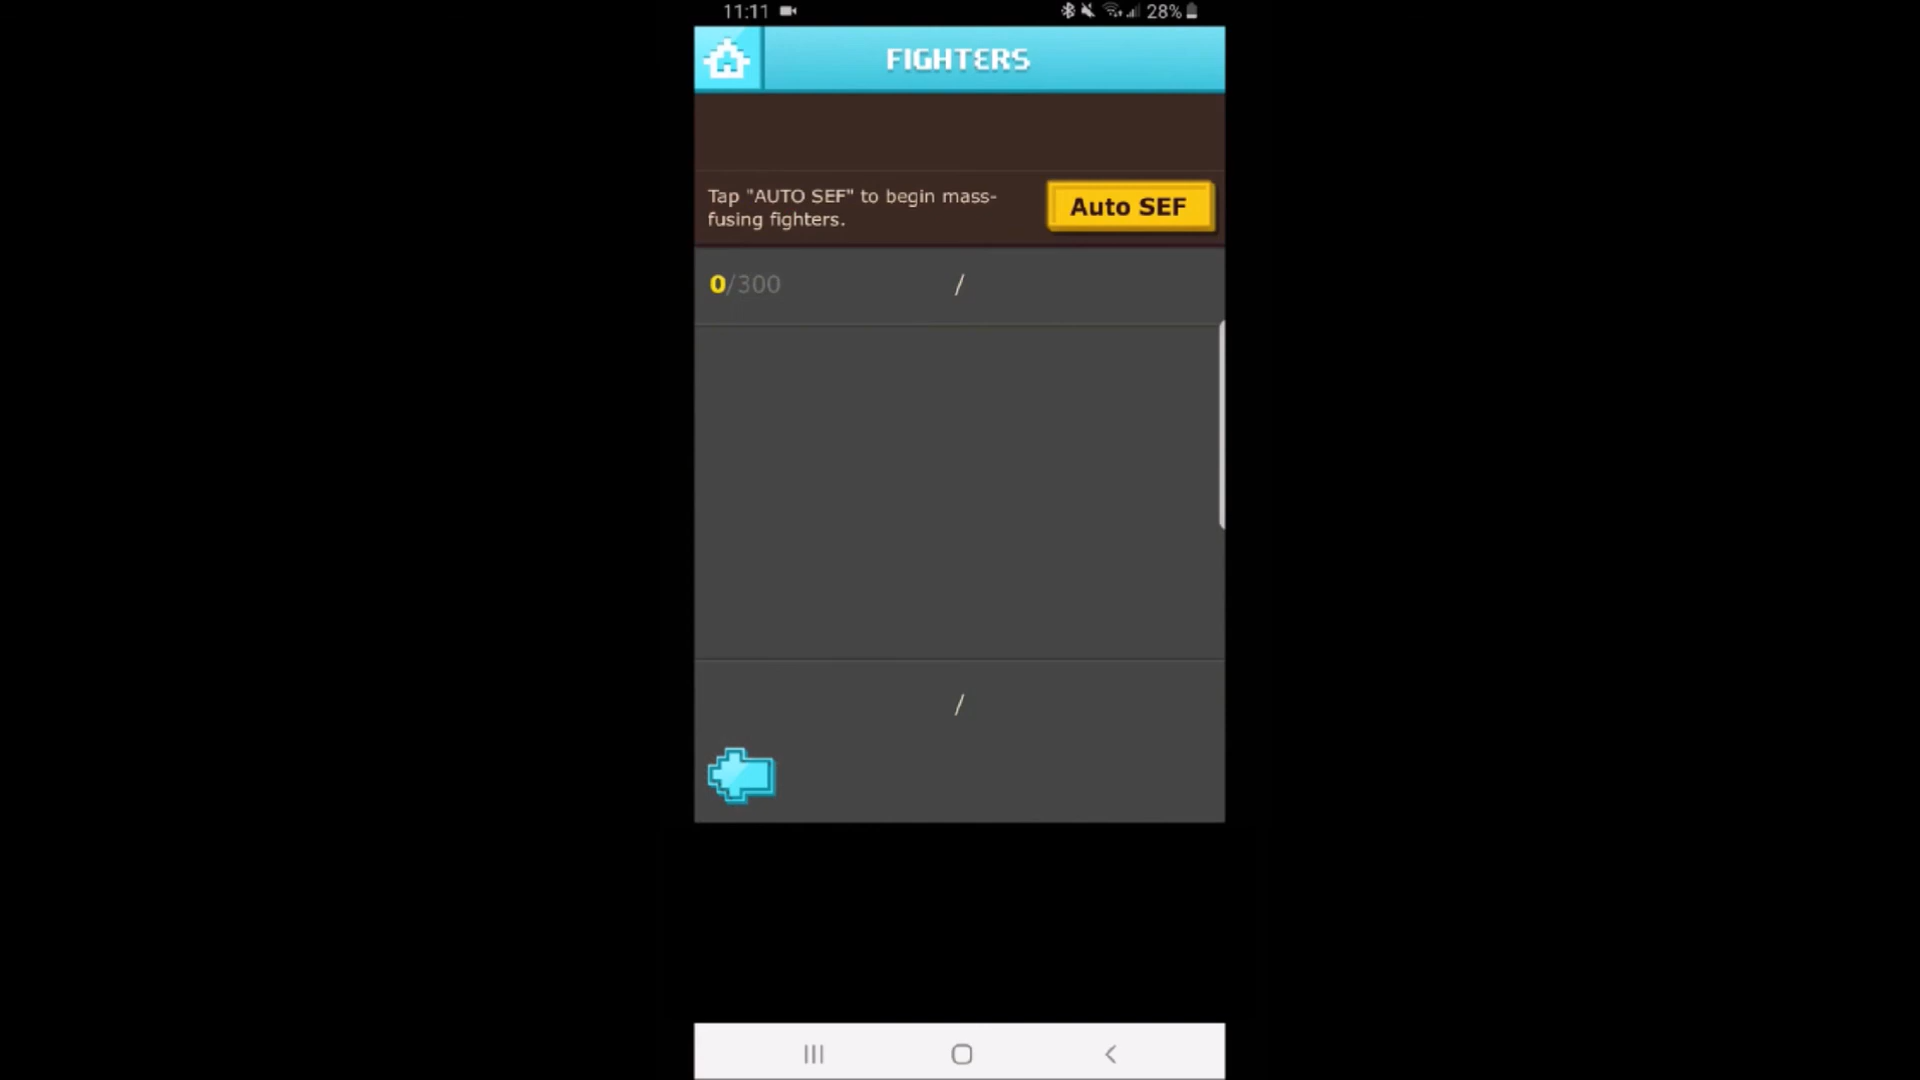 11:11 28%
FIGHTERS
Tap "AUTO SEF" to begin mass-
fusing fighters.
Auto SEF
0/300 /
/